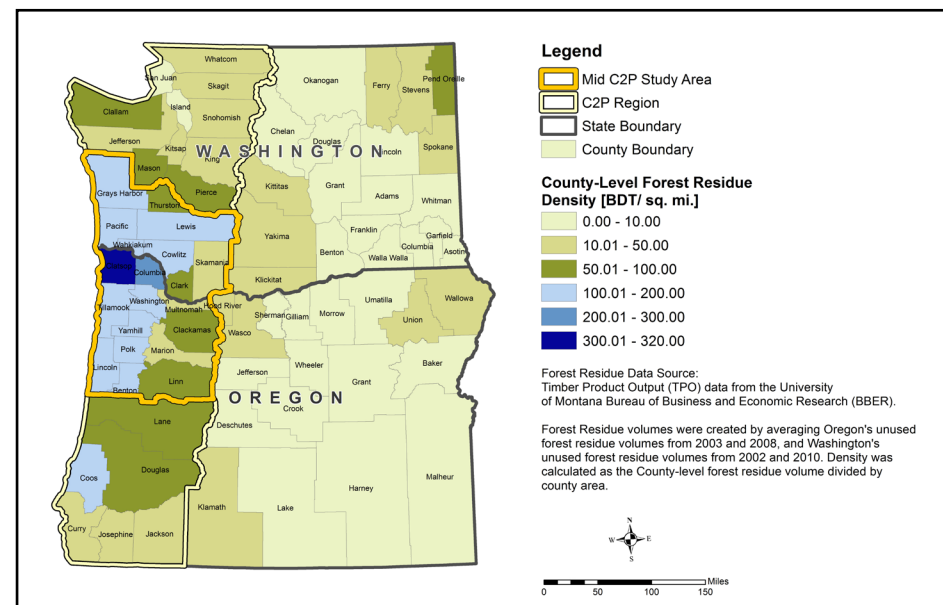 Whatcom
San Juan
Skagit
Okanogan
Ferry
Stevens
Pend Oreille
Island
Clallam
Snohomish
Chelan
Douglas
Jefferson
Kitsap
King
WASHINGTON
Lincoln
Spokane
Mason
Grays Harbor
Thurston
Pierce
Kittitas
Grant
Adams
Whitman
Pacific
Lewis
Yakima
Franklin
Garfield
Wahkiakum
Cowlitz
Skamania
Benton
Columbia
Walla Walla
Asotin
Columbia
Clark
Klickitat
Tillamook
Washington
Multnomah
Hood River
Sherman
Gilliam
Morrow
Umatilla
Wallowa
Union
Wasco
Clackamas
Yamhill
Polk
Marion
Wheeler
Baker
Lincoln
Benton
Linn
Jefferson
Grant
OREGON
Crook
Lane
Deschutes
Douglas
Coos
Malheur
Harney
Lake
Klamath
Curry
Josephine
Jackson
Legend
Mid C2P Study Area
C2P Region
State Boundary
County Boundary
County-Level Forest Residue
Density [BDT/ sq. mi.]
0.00 - 10.00
10.01 - 50.00
50.01 - 100.00
100.01 - 200.00
200.01 - 300.00
300.01 - 320.00
Forest Residue Data Source:
Timber Product Output (TPO) data from the University
of Montana Bureau of Business and Economic Research (BBER).
Forest Residue volumes were created by averaging Oregon's unused
forest residue volumes from 2003 and 2008, and Washington's
unused forest residue volumes from 2002 and 2010. Density was
calculated as the County-level forest residue volume divided by
county area.
N
W E
S
Miles
0 50 100 150